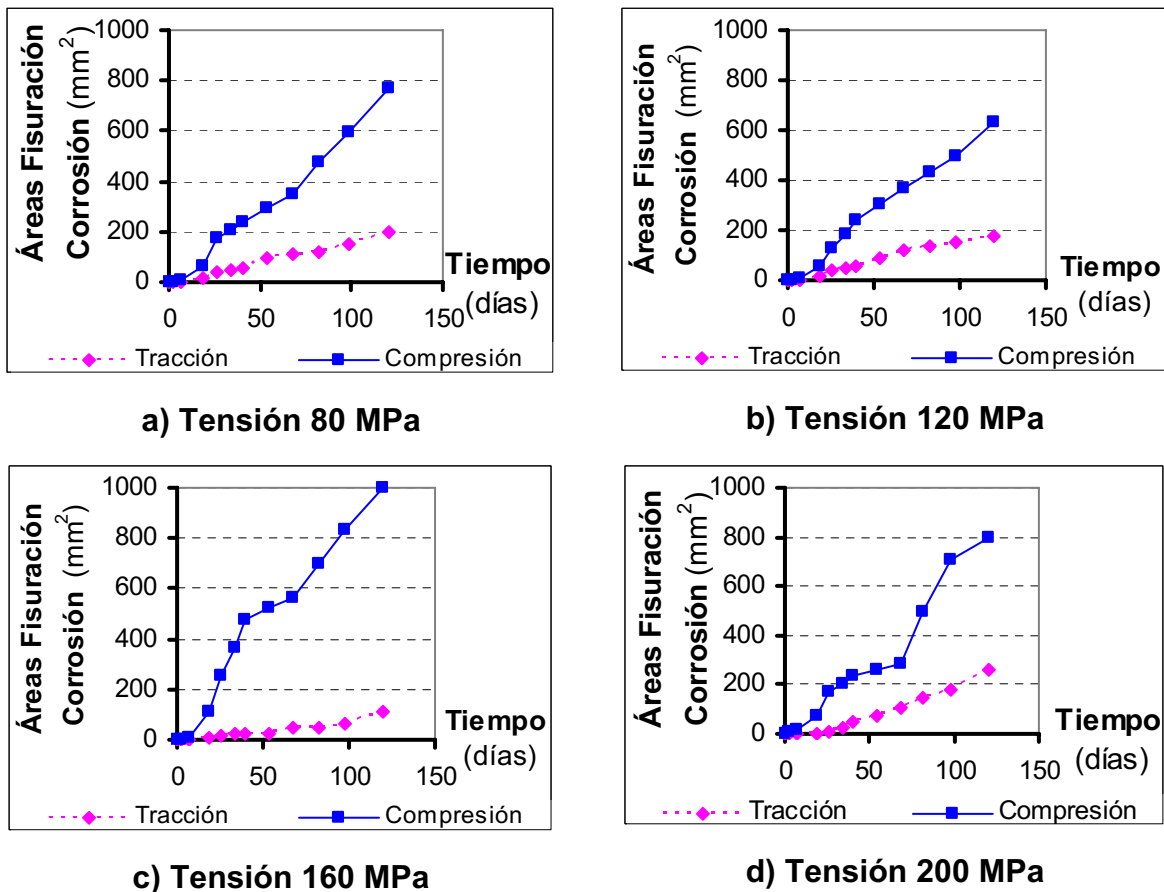 Áreas Fisuración
Corrosión (mm²)
1000
800
600
400
200
0
0 50 100 150
Tiempo
(días)
Tracción Compresión
a) Tensión 80 MPa
Áreas Fisuración
Corrosión (mm²)
1000
800
600
400
200
0
0 50 100 150
Tiempo
(días)
Tracción Compresión
b) Tensión 120 MPa
Áreas Fisuración
Corrosión (mm²)
1000
800
600
400
200
0
0 50 100 150
Tiempo
(días)
Tracción Compresión
c) Tensión 160 MPa
Áreas Fisuración
Corrosión (mm²)
1000
800
600
400
200
0
0 50 100 150
Tiempo
(días)
Tracción Compresión
d) Tensión 200 MPa